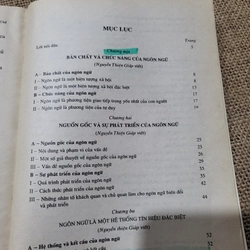 MỤC LỤC
Trang
Lời nói đầu 5
Chương một
BẢN CHẤT VÀ CHỨC NĂNG CỦA NGÔN NGỮ
(Nguyễn Thiện Giáp viết)
A – Bản chất của ngôn ngữ
I – Ngôn ngữ là một hiện tượng xã hội
II – Ngôn ngữ là một hiện tượng xã hội đặc biệt
B – Chức năng của ngôn ngữ
I – Ngôn ngữ là phương tiện giao tiếp trọng yếu nhất của con người
II – Ngôn ngữ là phương tiện của tư duy
Chương hai
NGUỒN GỐC VÀ SỰ PHÁT TRIỂN CỦA NGÔN NGỮ
(Nguyễn Thiện Giáp viết)
A – Nguồn gốc của ngôn ngữ 25
I – Nội dung và phạm vi của vấn đề
II – Một số giả thuyết về nguồn gốc của ngôn ngữ
III – Vấn đề nguồn gốc của ngôn ngữ
B – Sự phát triển của ngôn ngữ
I – Quá trình phát triển của ngôn ngữ
II – Cách thức phát triển của ngôn ngữ 44
III – Những nhân tố khách quan và chủ quan làm cho ngôn ngữ biến đổi
và phát triển
Chương ba
NGÔN NGỮ LÀ MỘT HỆ THỐNG TÍN HIỆU ĐẶC BIỆT
(Nguyễn Thiện Giáp viết)
A – Hệ thống và kết cấu của ngôn ngữ